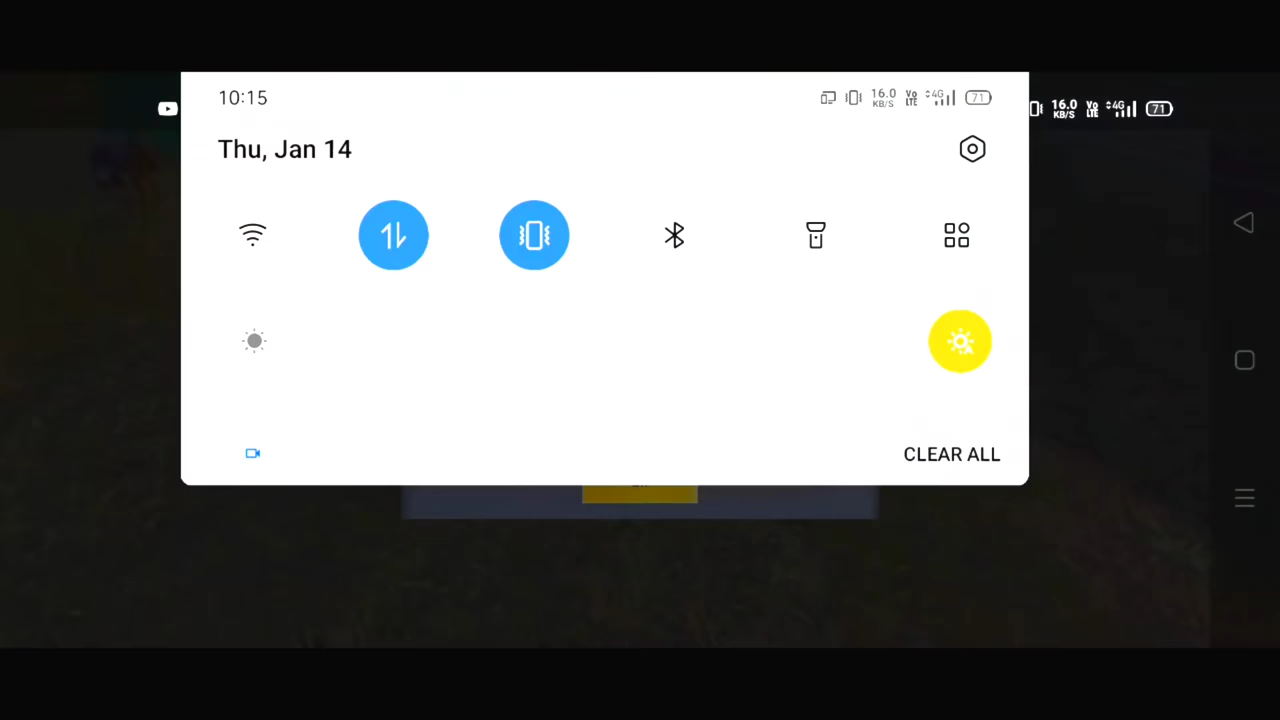 10:15
16.0
KB/S
Vo
LTE
4G
71
16.0
KB/S
Vo
LTE
4G
71
Thu, Jan 14
CLEAR ALL